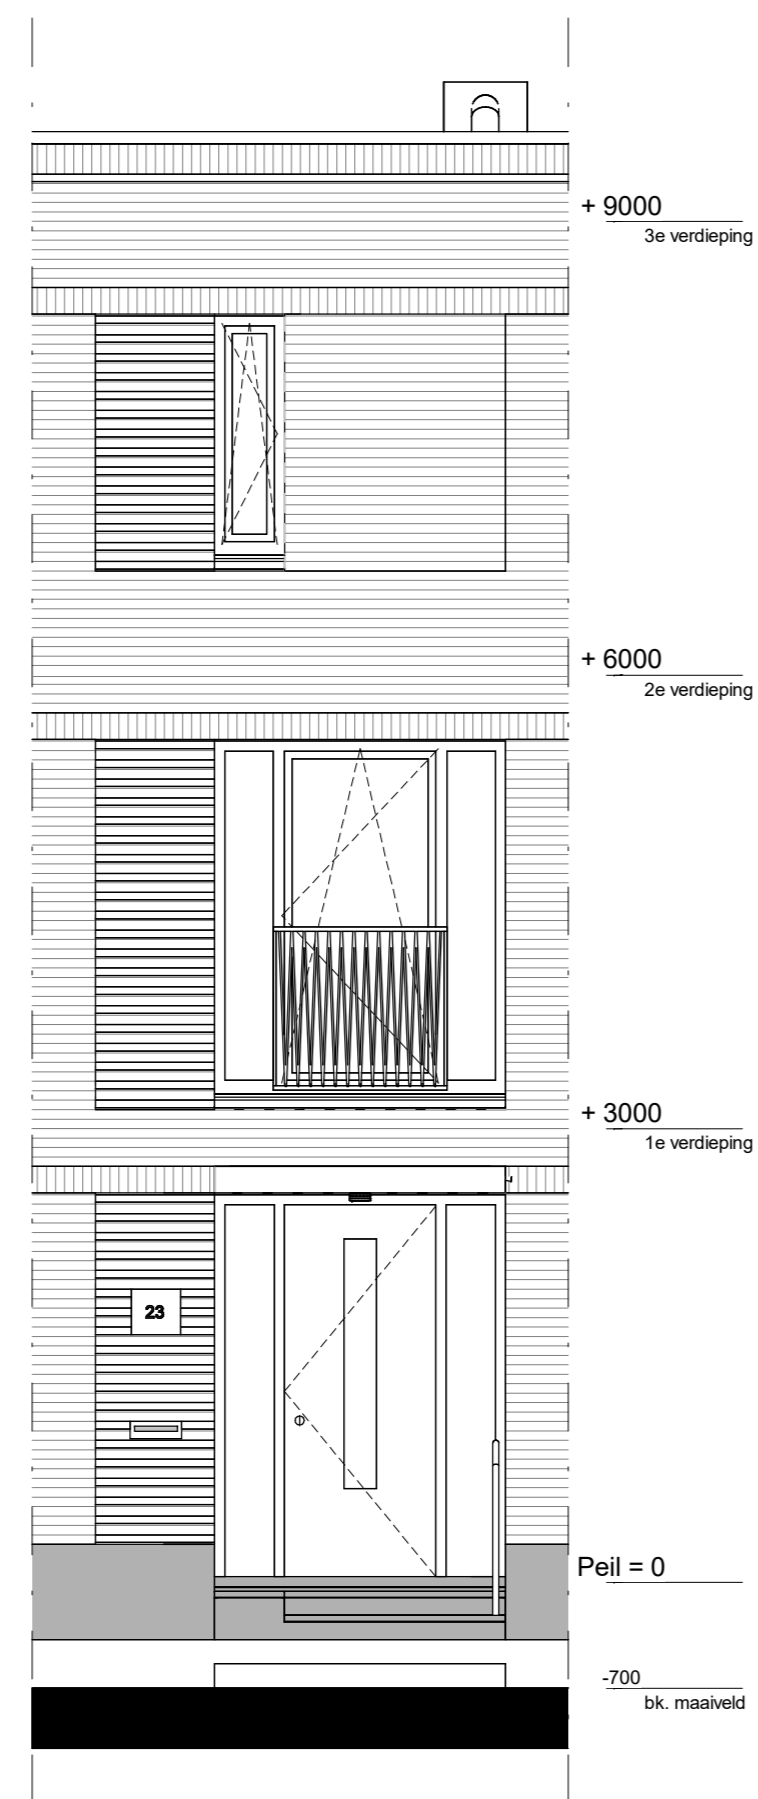 + 9000
3e verdieping
+ 6000
2e verdieping
+ 3000
1e verdieping
23
Peil = 0
-700
bk. maaiveld